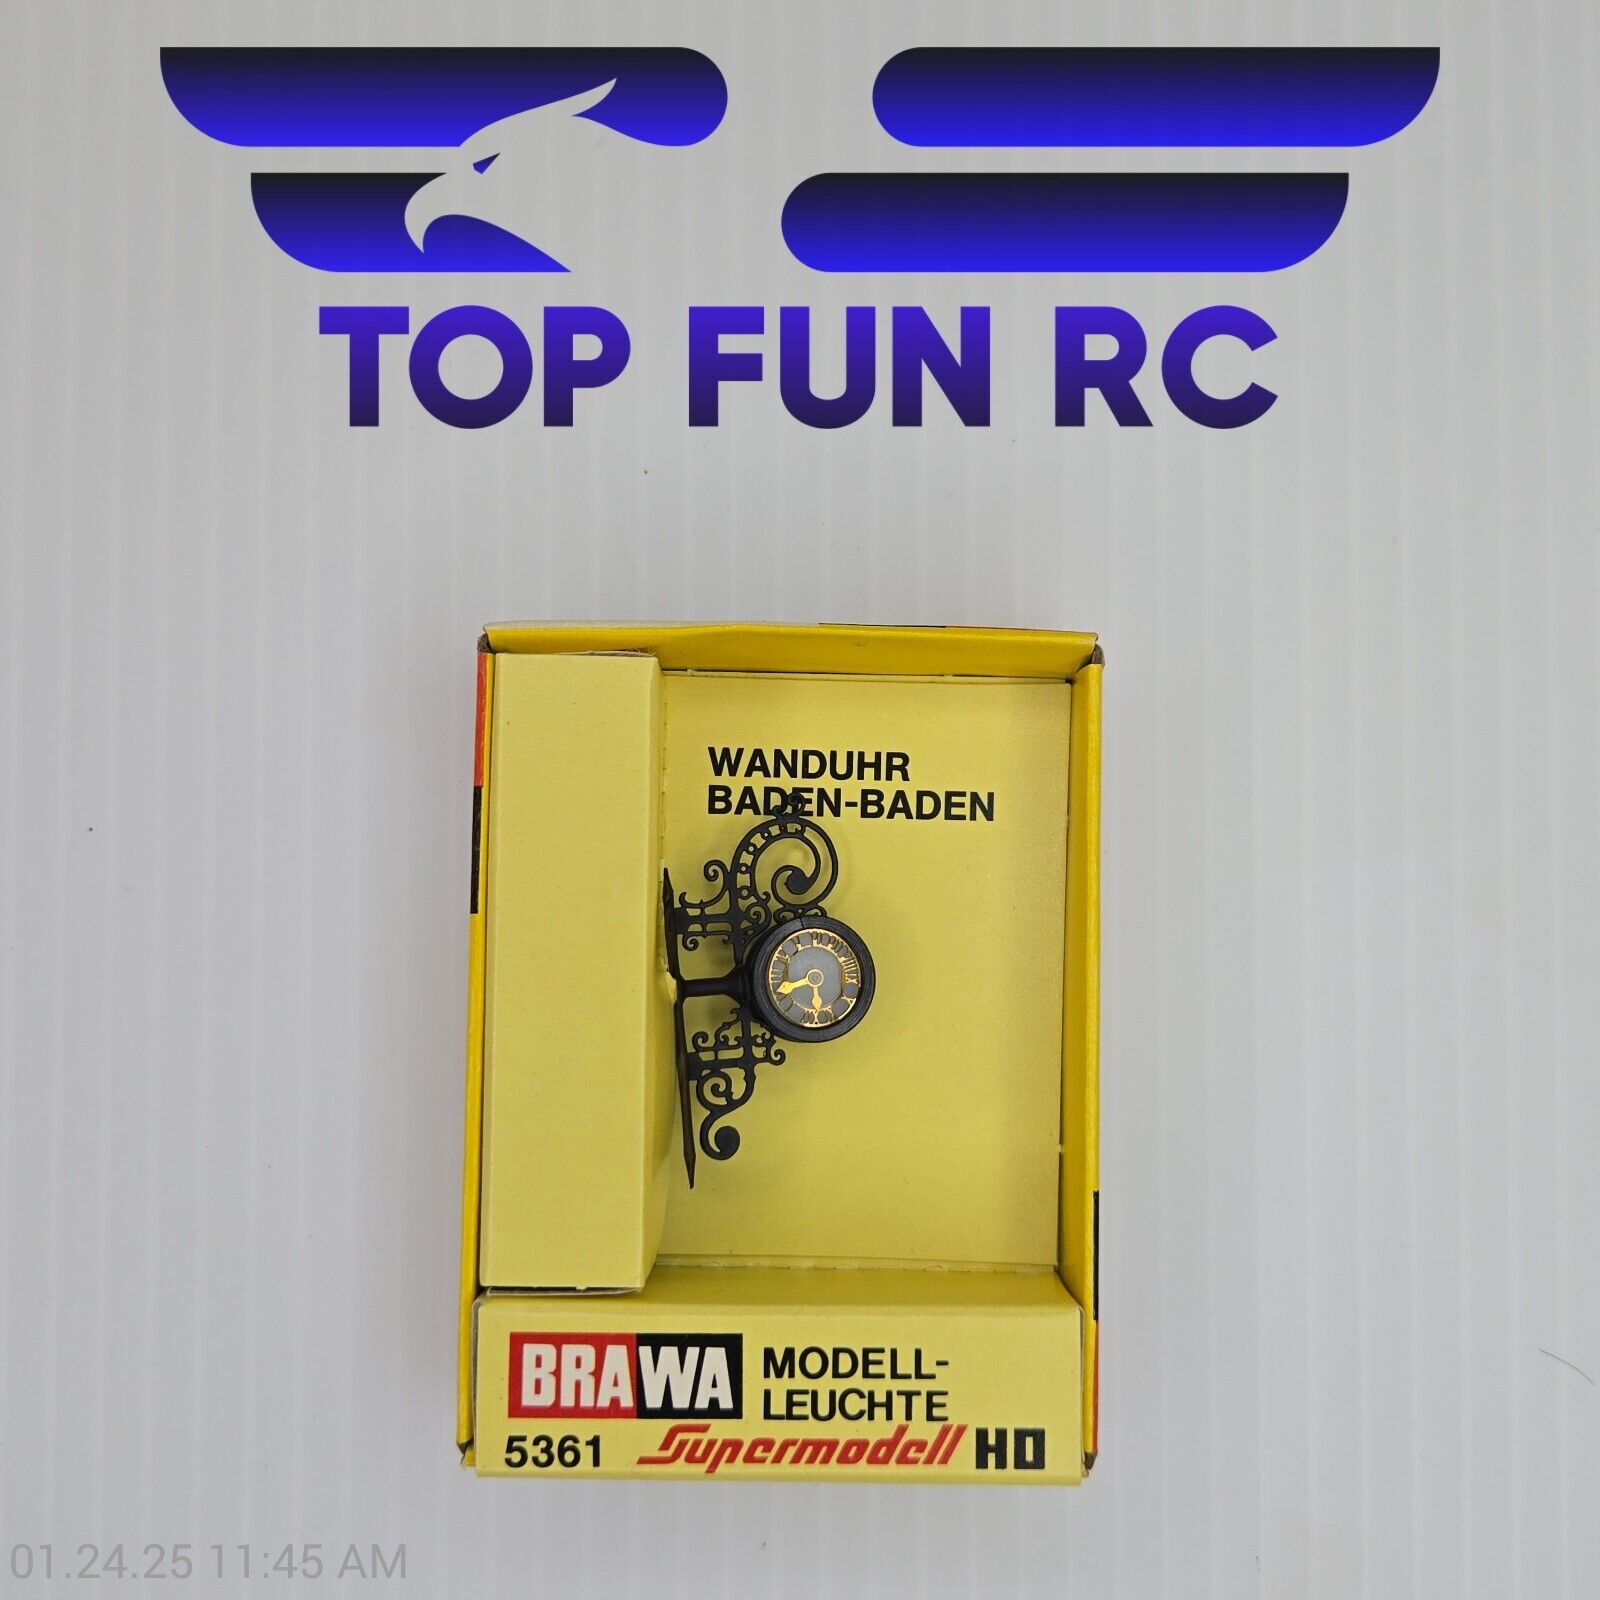 TOP FUN RC
WANDUHR
BADEN-BADEN
BRAWA
MODELL-
LEUCHTE
5361
Supermodell H0
01.24.25 11:45 AM